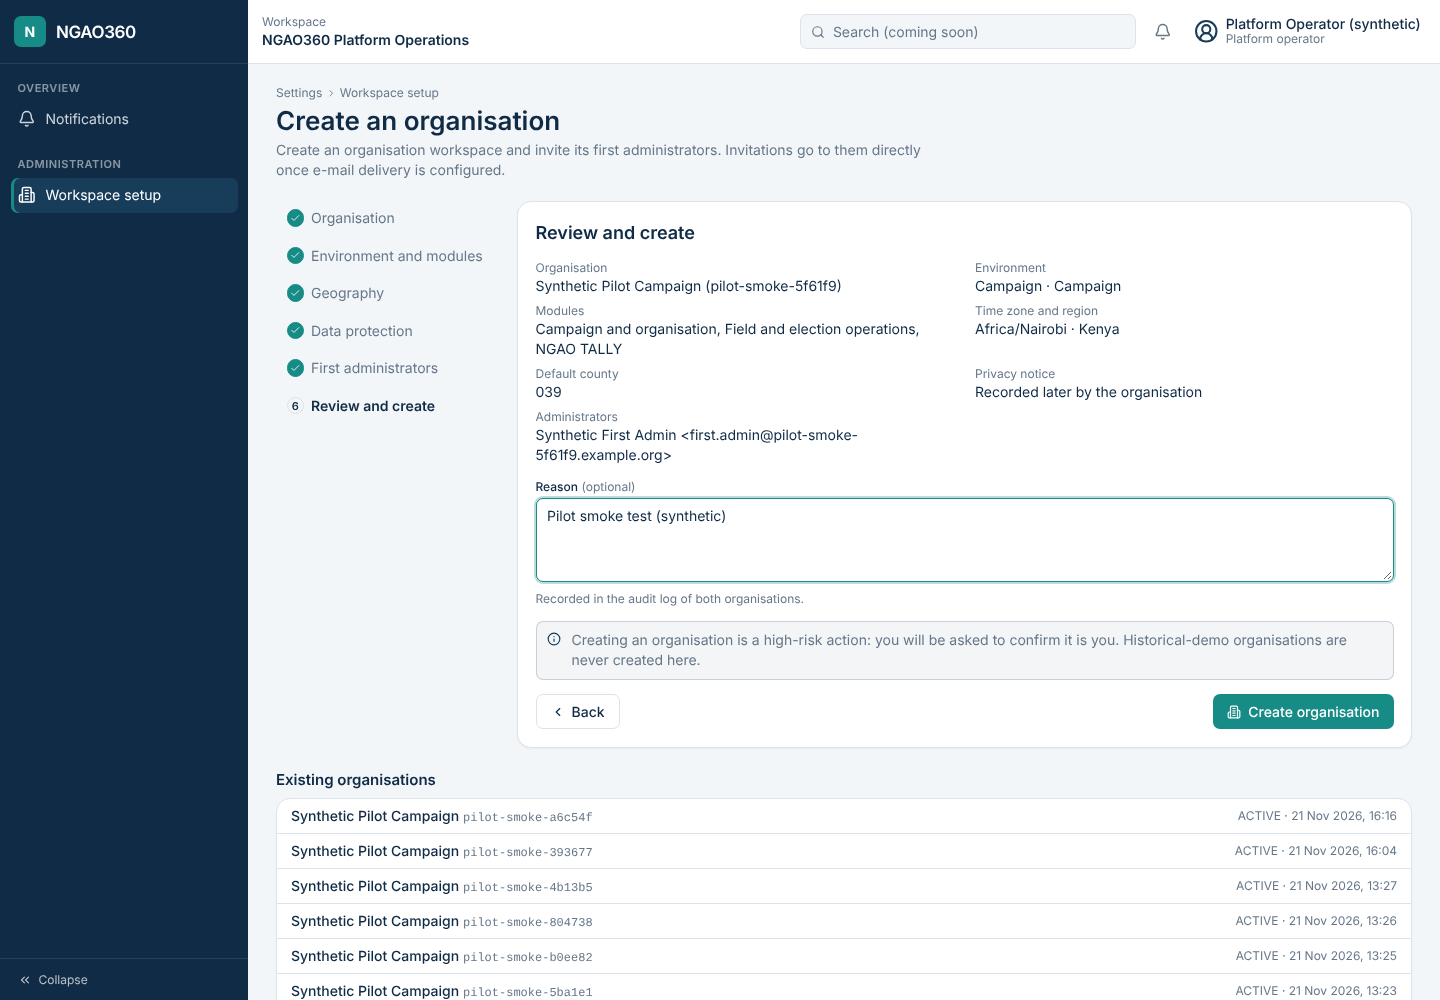 N NGAO360
OVERVIEW
Notifications
ADMINISTRATION
Workspace setup
Collapse
Workspace
NGAO360 Platform Operations
Search (coming soon)
Platform Operator (synthetic)
Platform operator
Settings › Workspace setup
Create an organisation
Create an organisation workspace and invite its first administrators. Invitations go to them directly
once e-mail delivery is configured.
Organisation
Environment and modules
Geography
Data protection
First administrators
6 Review and create
Review and create
Organisation
Synthetic Pilot Campaign (pilot-smoke-5f61f9)
Environment
Campaign · Campaign
Modules
Campaign and organisation, Field and election operations,
NGAO TALLY
Time zone and region
Africa/Nairobi · Kenya
Default county
039
Privacy notice
Recorded later by the organisation
Administrators
Synthetic First Admin <first.admin@pilot-smoke-
5f61f9.example.org>
Reason (optional)
Pilot smoke test (synthetic)
Recorded in the audit log of both organisations.
Creating an organisation is a high-risk action: you will be asked to confirm it is you. Historical-demo organisations are
never created here.
Back
Create organisation
Existing organisations
Synthetic Pilot Campaign pilot-smoke-a6c54f ACTIVE · 21 Nov 2026, 16:16
Synthetic Pilot Campaign pilot-smoke-393677 ACTIVE · 21 Nov 2026, 16:04
Synthetic Pilot Campaign pilot-smoke-4b13b5 ACTIVE · 21 Nov 2026, 13:27
Synthetic Pilot Campaign pilot-smoke-804738 ACTIVE · 21 Nov 2026, 13:26
Synthetic Pilot Campaign pilot-smoke-b0ee82 ACTIVE · 21 Nov 2026, 13:25
Synthetic Pilot Campaign pilot-smoke-5ba1e1 ACTIVE · 21 Nov 2026, 13:23